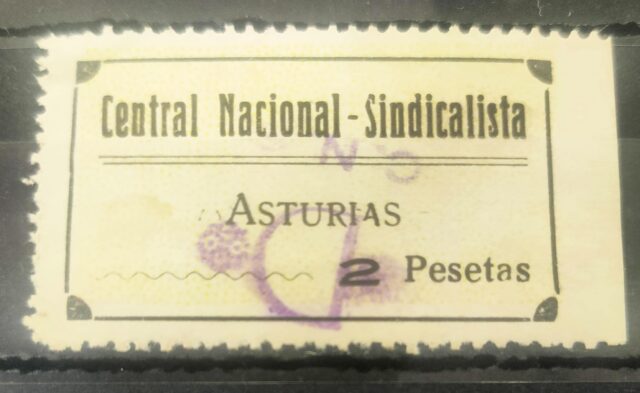 Central Nacional-Sindicalista
ASTURIAS
2 Pesetas